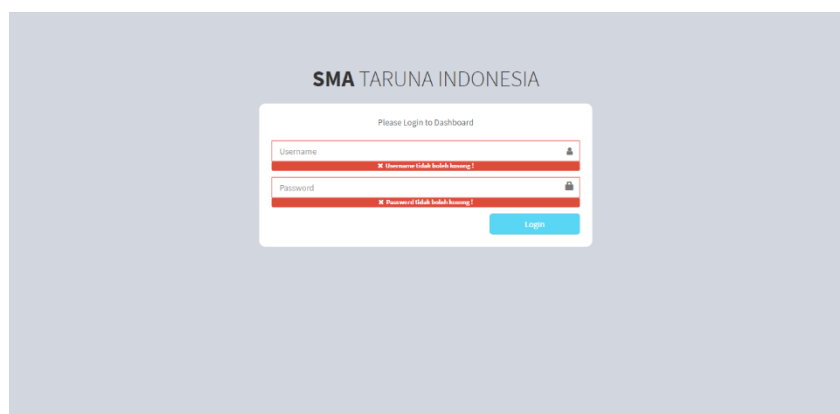 SMA TARUNA INDONESIA
Please Login to Dashboard
Username
✖ Username tidak boleh kosong !
Password
✖ Password tidak boleh kosong !
Login